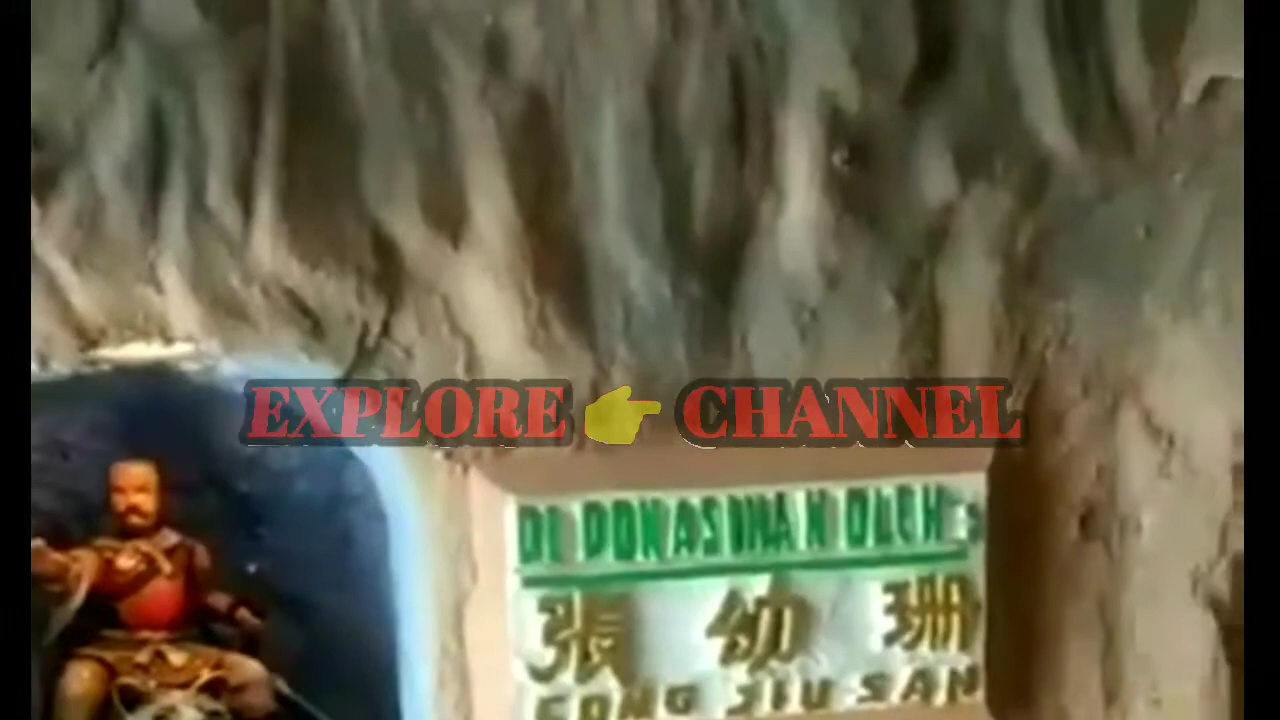 EXPLORE 👉 CHANNEL
DI DONASIKAN OLEH :
張 幼 珊